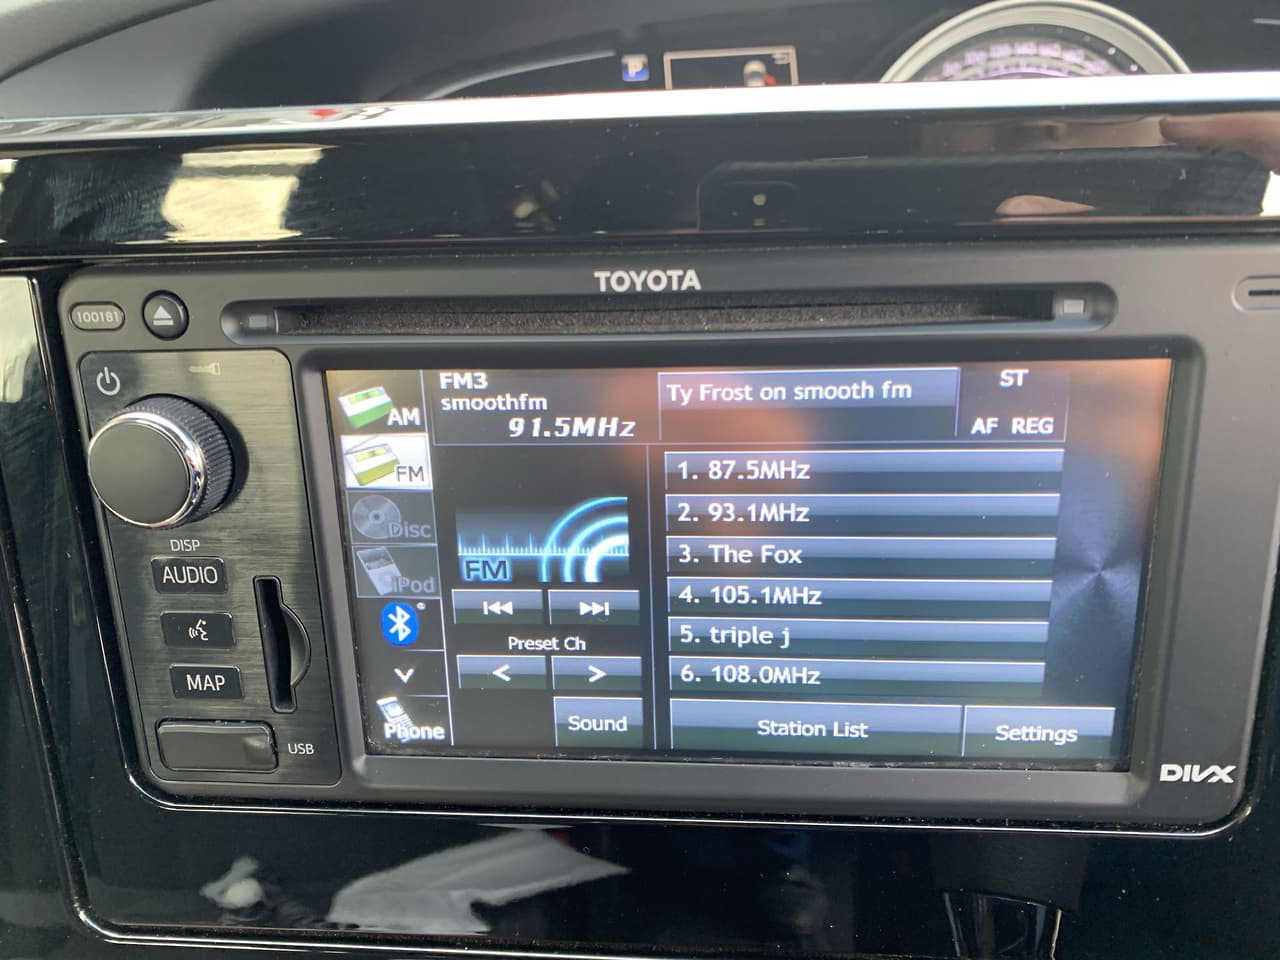 P
TOYOTA
100181
AM
FM3
smoothfm
91.5MHz
Ty Frost on smooth fm
ST
AF REG
FM
Disc
iPod
FM
1. 87.5MHz
2. 93.1MHz
3. The Fox
4. 105.1MHz
5. triple j
6. 108.0MHz
Preset Ch
<
>
Phone
Sound
Station List
Settings
DISP
AUDIO
MAP
USB
DIVX